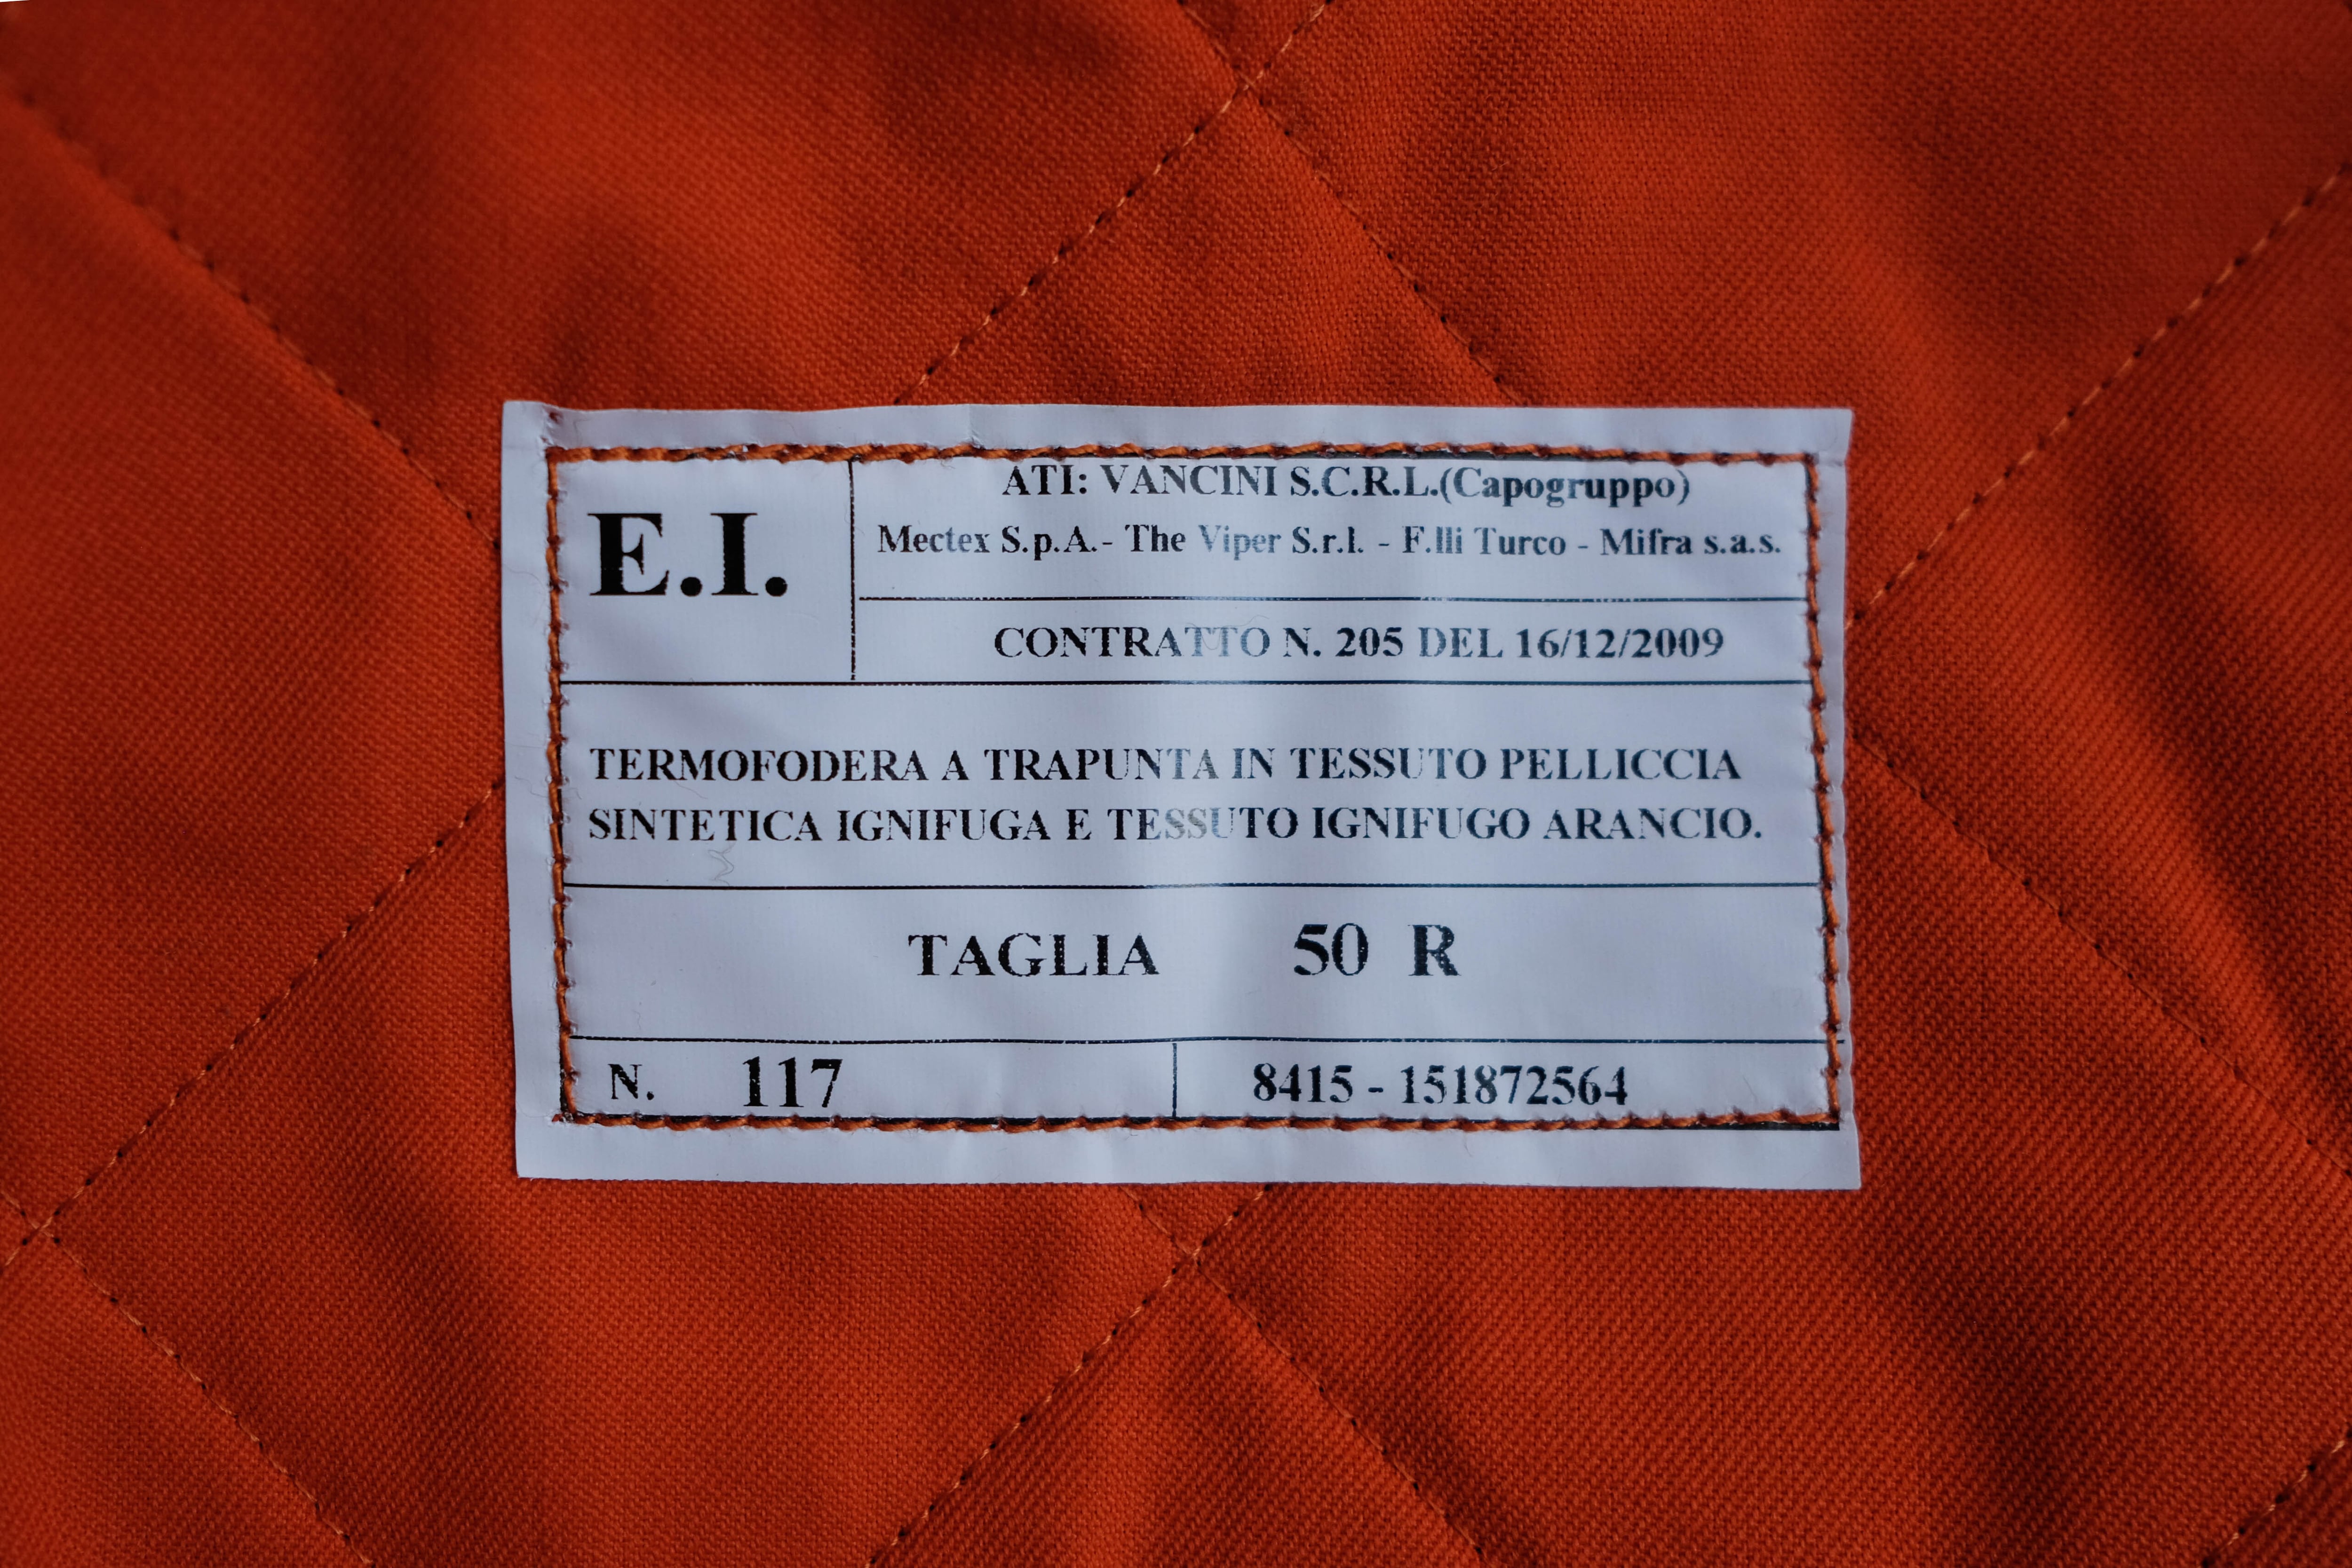 E.I.
ATI: VANCINI S.C.R.L.(Capogruppo)
Mectex S.p.A.- The Viper S.r.l. - F.lli Turco - Mifra s.a.s.
CONTRATTO N. 205 DEL 16/12/2009
TERMOFODERA A TRAPUNTA IN TESSUTO PELLICCIA
SINTETICA IGNIFUGA E TESSUTO IGNIFUGO ARANCIO.
TAGLIA 50 R
N. 117
8415 - 151872564